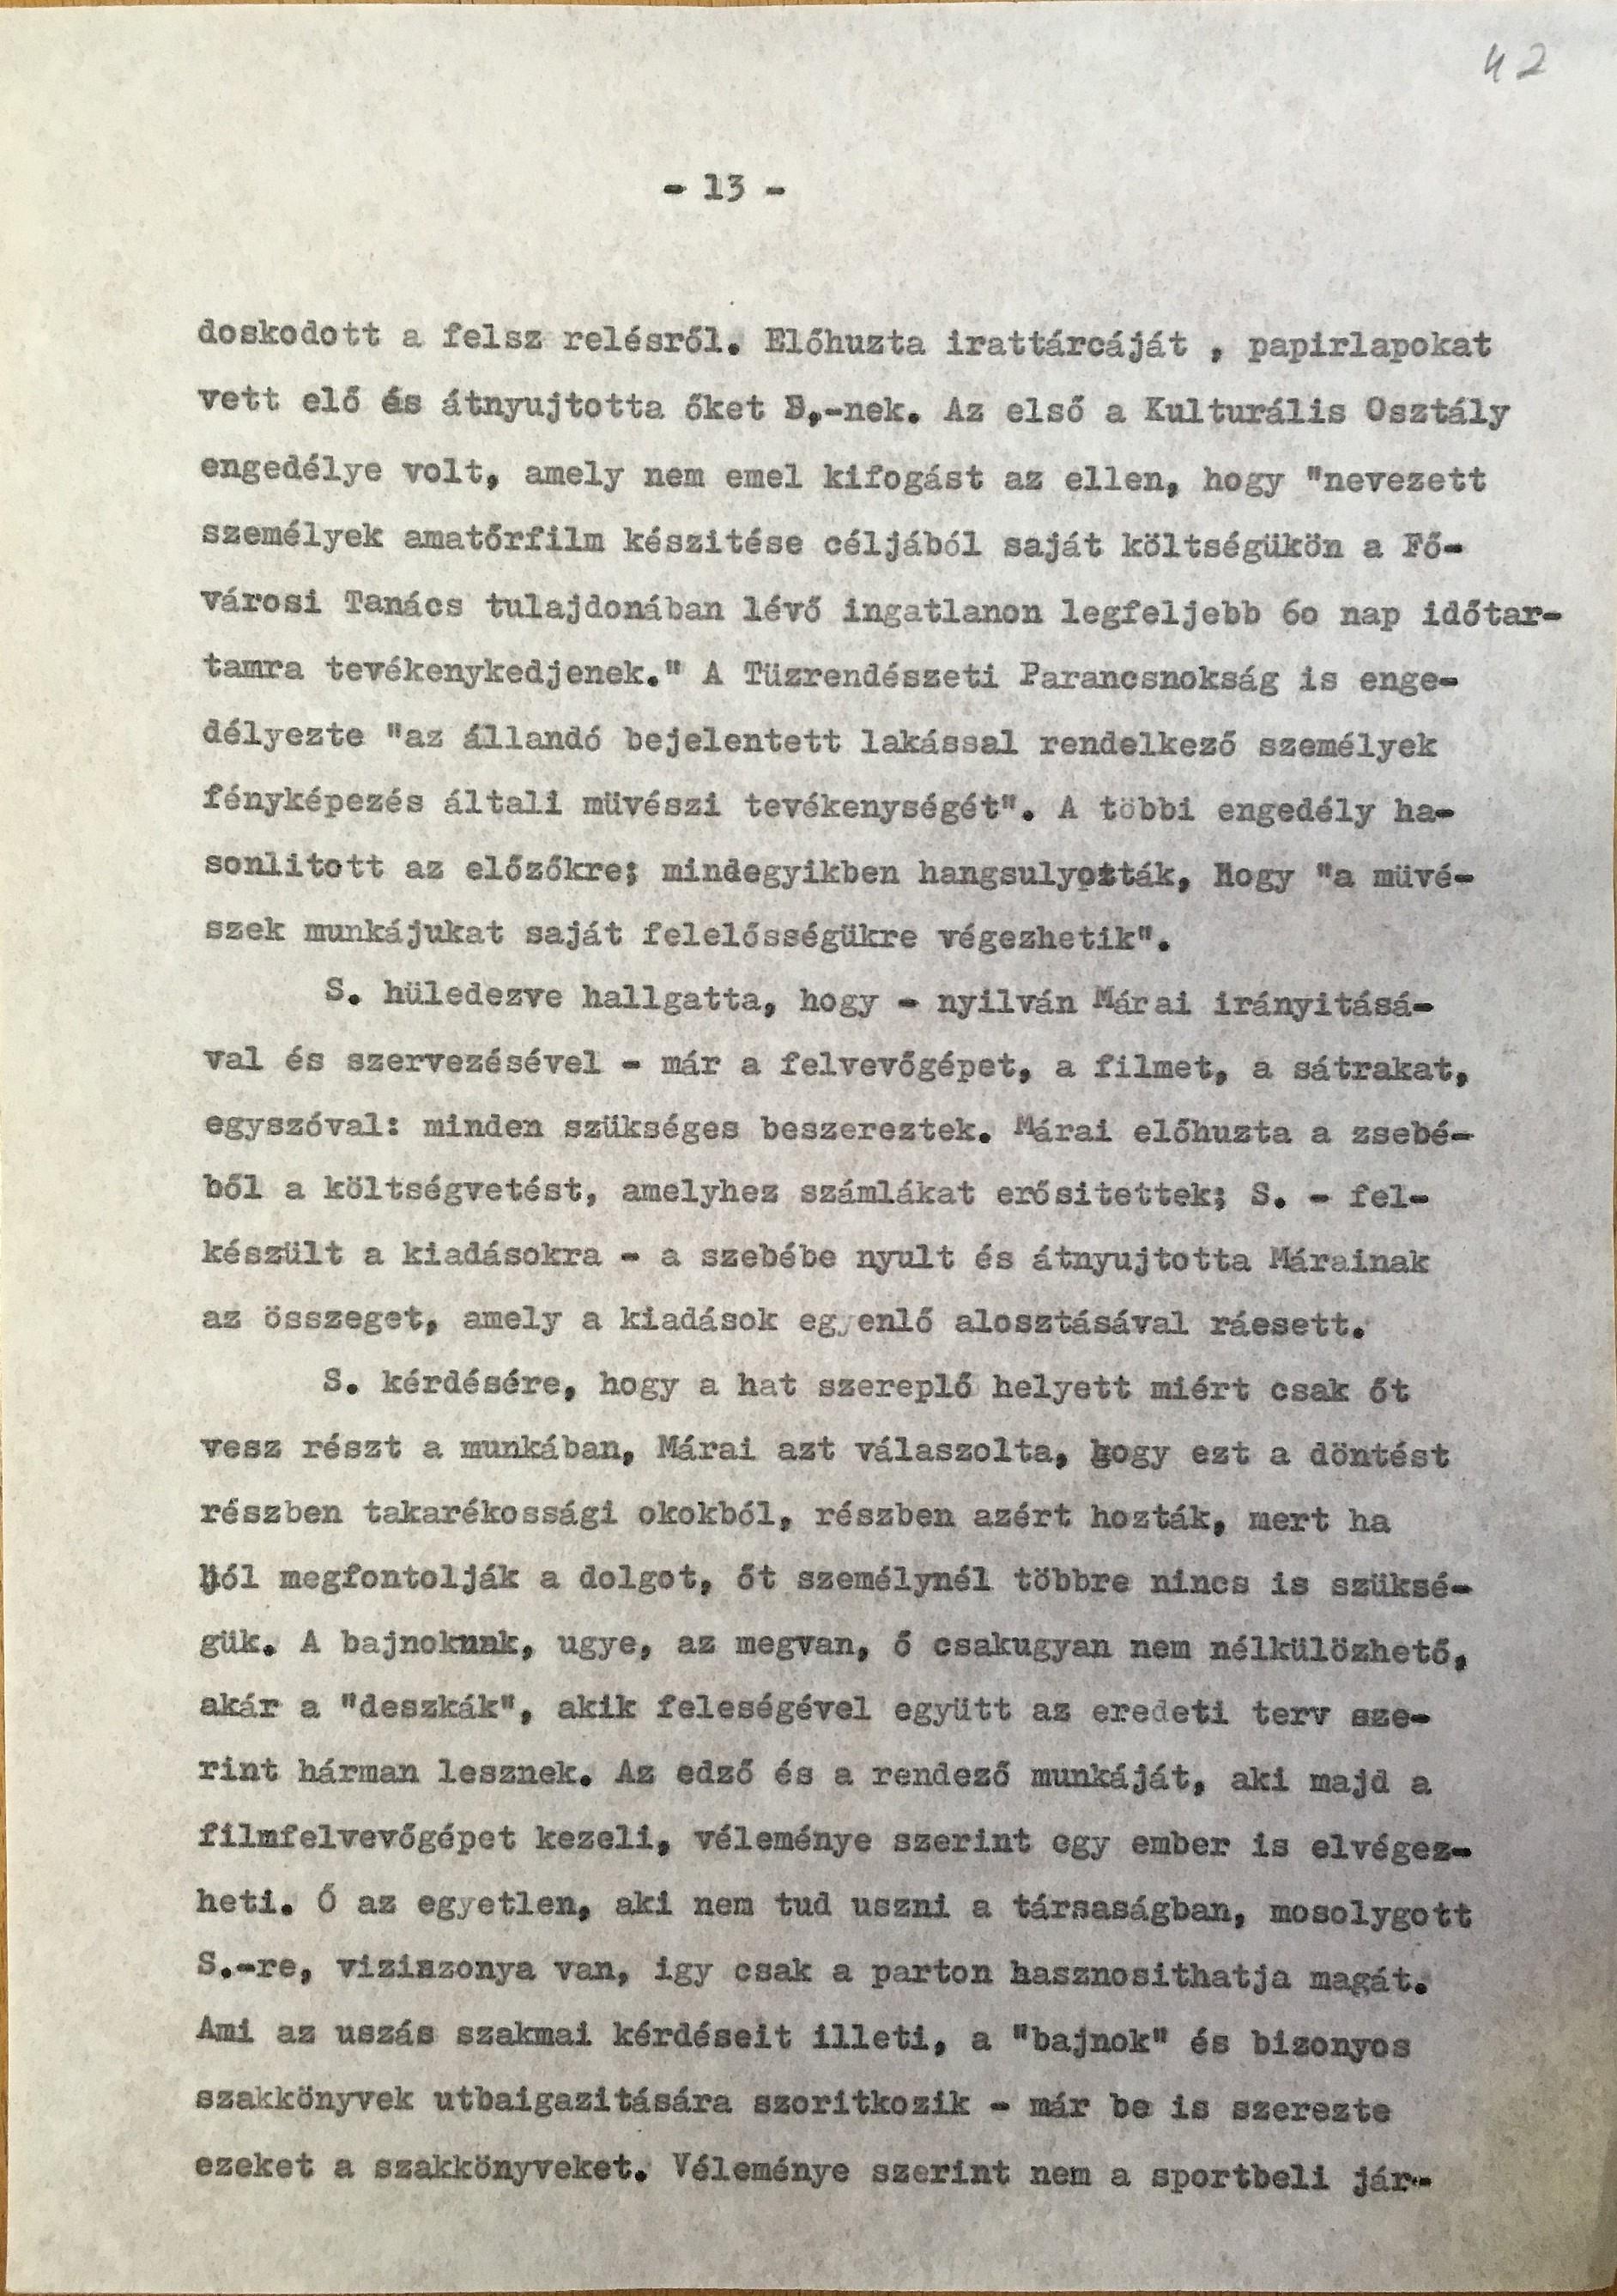 42
- 13 -
doskodott a felsz relésről. Előhuzta irattárcáját , papirlapokat
vett elő és átnyujtotta őket S.-nek. Az első a Kulturális Osztály
engedélye volt, amely nem emel kifogást az ellen, hogy "nevezett
személyek amatőrfilm készitése céljából saját költségükön a Fő-
városi Tanács tulajdonában lévő ingatlanon legfeljebb 6o nap időtar-
tamra tevékenykedjenek." A Tüzrendészeti Parancsnokság is enge-
délyezte "az állandó bejelentett lakással rendelkező személyek
fényképezés általi müvészi tevékenységét". A többi engedély ha-
sonlitott az előzőkre; mindegyikben hangsulyozták, Hogy "a müvé-
szek munkájukat saját felelősségükre végezhetik".
S. hüledezve hallgatta, hogy - nyilván Márai irányitásá-
val és szervezésével - már a felvevőgépet, a filmet, a sátrakat,
egyszóval: minden szükséges beszereztek. Márai előhuzta a zsebé-
ből a költségvetést, amelyhez számlákat erősitettek; S. - fel-
készült a kiadásokra - a szebébe nyult és átnyujtotta Márainak
az összeget, amely a kiadások egyenlő alosztásával ráesett.
S. kérdésére, hogy a hat szereplő helyett miért csak őt
vesz részt a munkában, Márai azt válaszolta, hogy ezt a döntést
részben takarékossági okokból, részben azért hozták, mert ha
jól megfontolják a dolgot, őt személynél többre nincs is szüksé-
gük. A bajnokunk, ugye, az megvan, ő csakugyan nem nélkülözhető,
akár a "deszkák", akik feleségével együtt az eredeti terv sze-
rint hárman lesznek. Az edző és a rendező munkáját, aki majd a
filmfelvevőgépet kezeli, véleménye szerint egy ember is elvégez-
heti. Ő az egyetlen, aki nem tud uszni a társaságban, mosolygott
S.-re, viziszonya van, igy csak a parton hasznosithatja magát.
Ami az uszás szakmai kérdéseit illeti, a "bajnok" és bizonyos
szakkönyvek utbaigazitására szoritkozik - már be is szerezte
ezeket a szakkönyveket. Véleménye szerint nem a sportbeli jár-